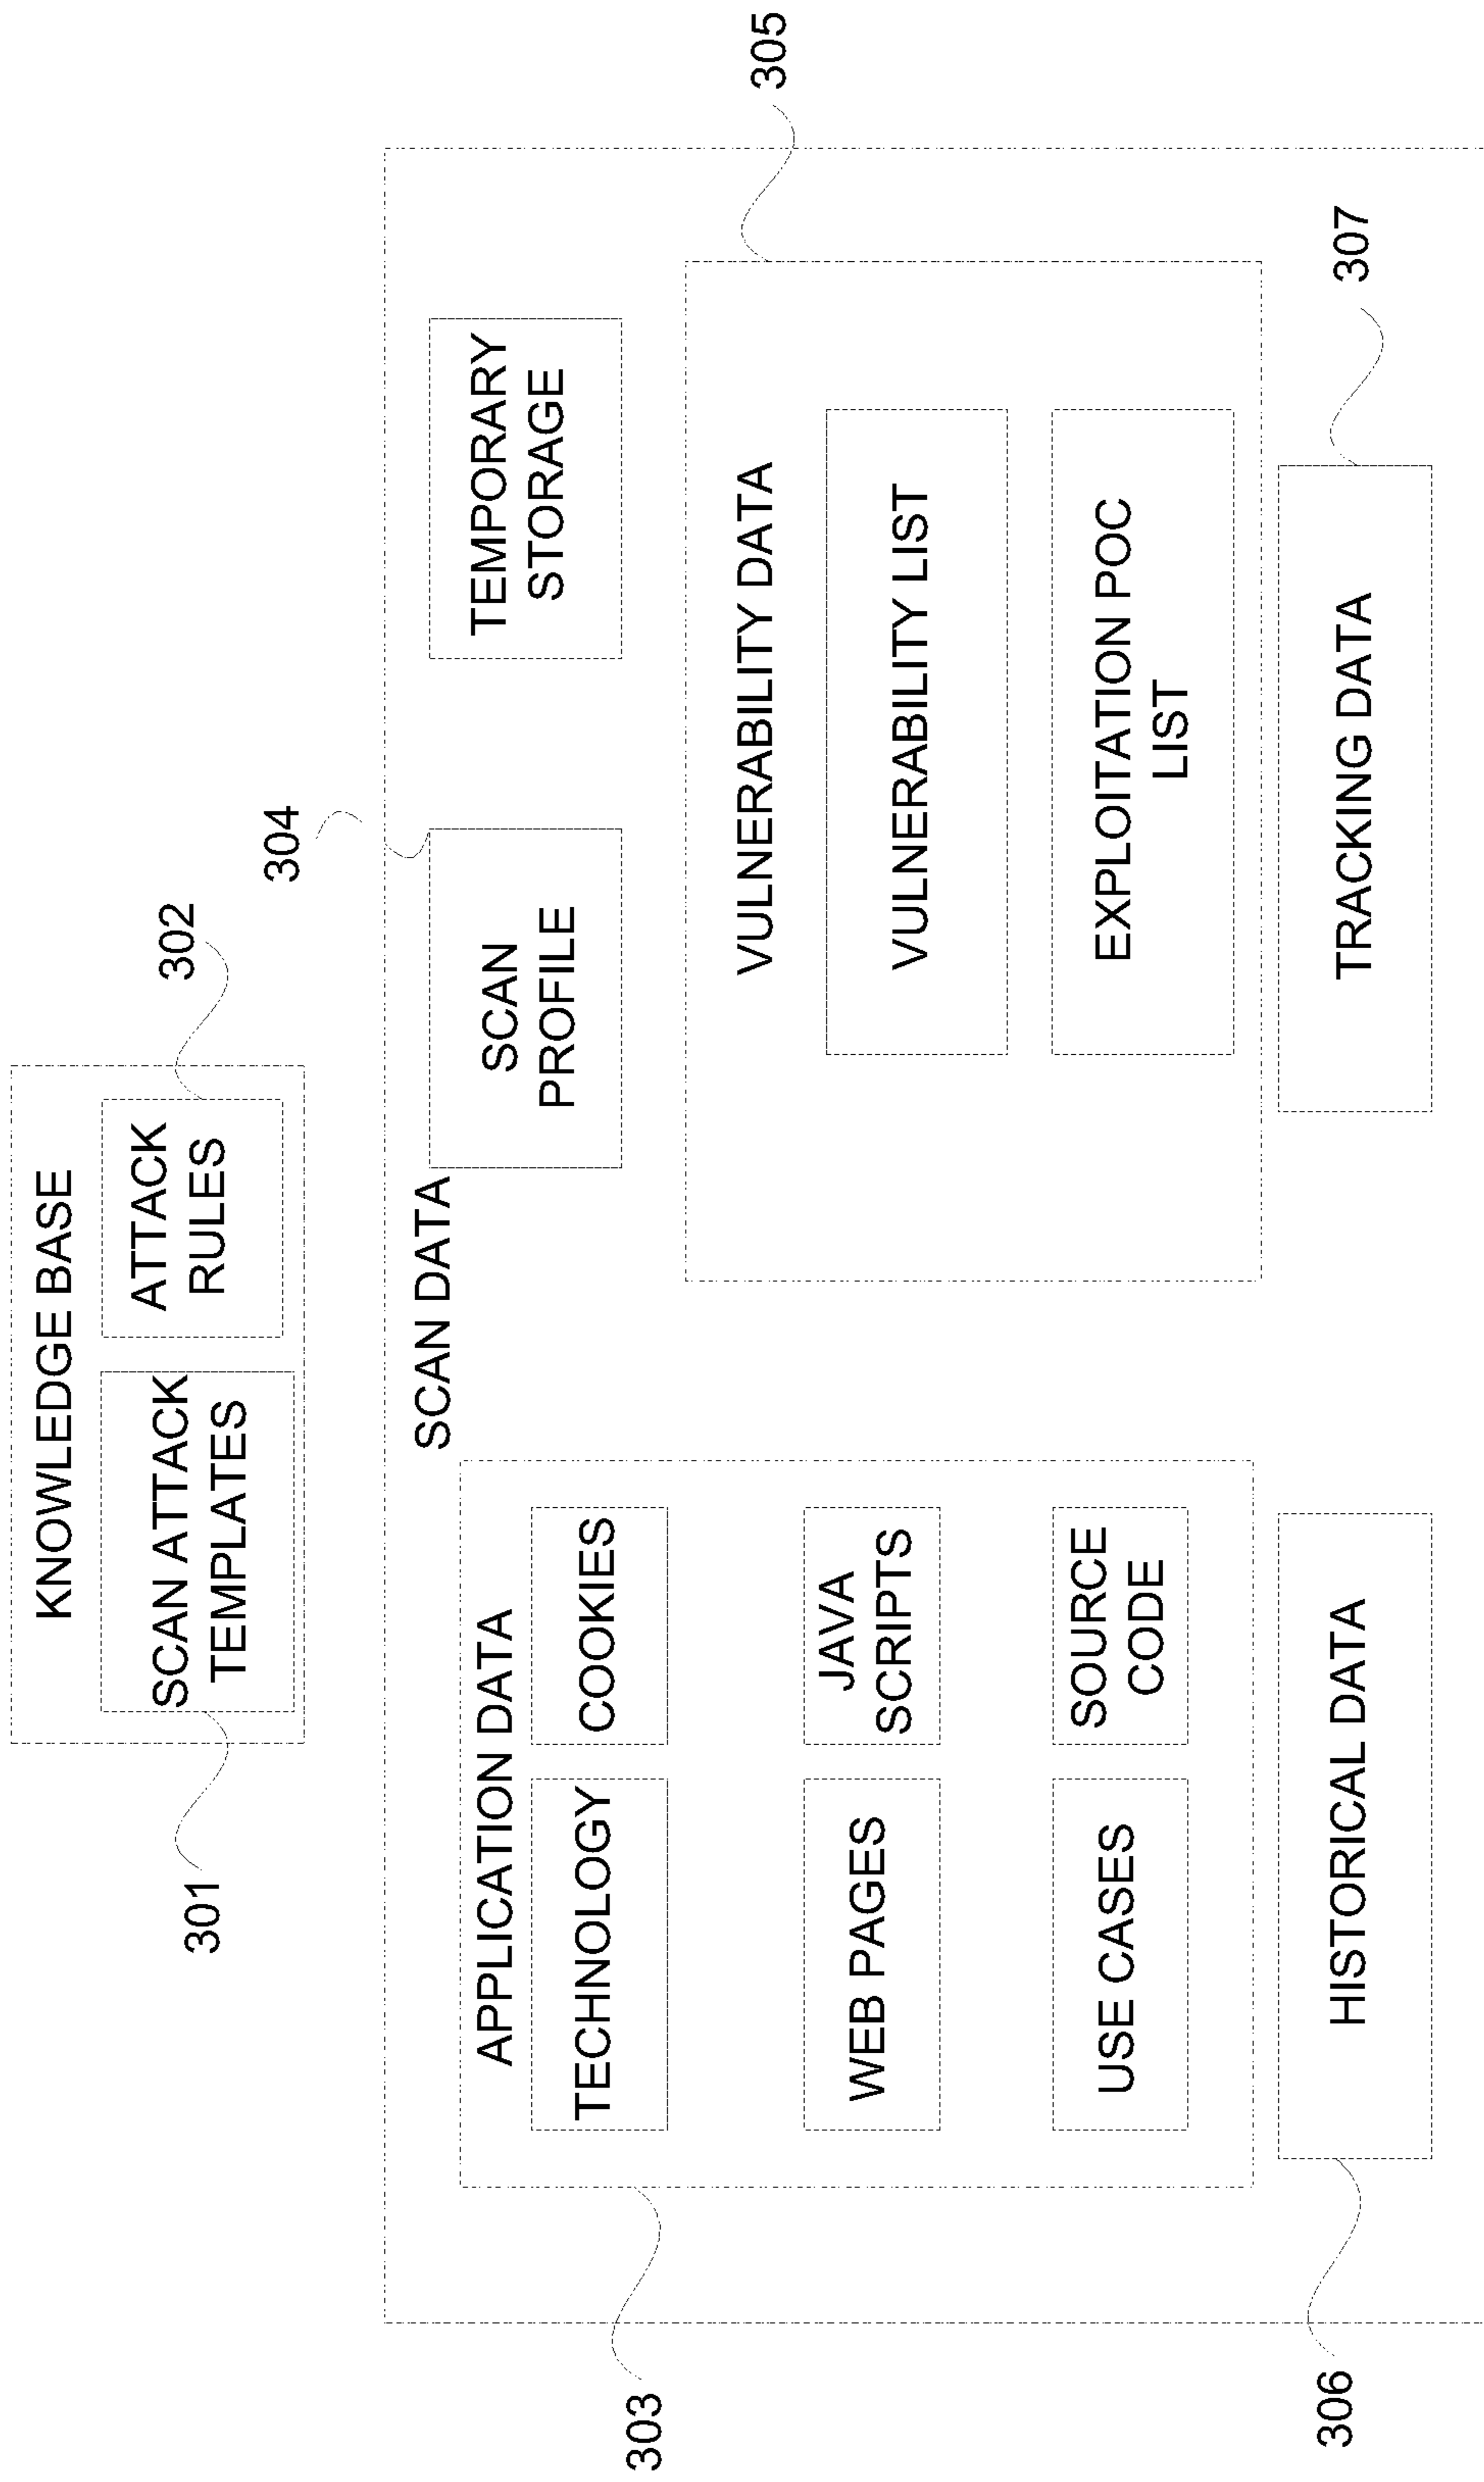 KNOWLEDGE BASE
SCAN ATTACK
TEMPLATES
ATTACK
RULES
301
302
304
SCAN DATA
SCAN
PROFILE
TEMPORARY
STORAGE
APPLICATION DATA
TECHNOLOGY
COOKIES
WEB PAGES
JAVA
SCRIPTS
USE CASES
SOURCE
CODE
303
VULNERABILITY DATA
VULNERABILITY LIST
EXPLOITATION POC
LIST
305
HISTORICAL DATA
TRACKING DATA
306
307